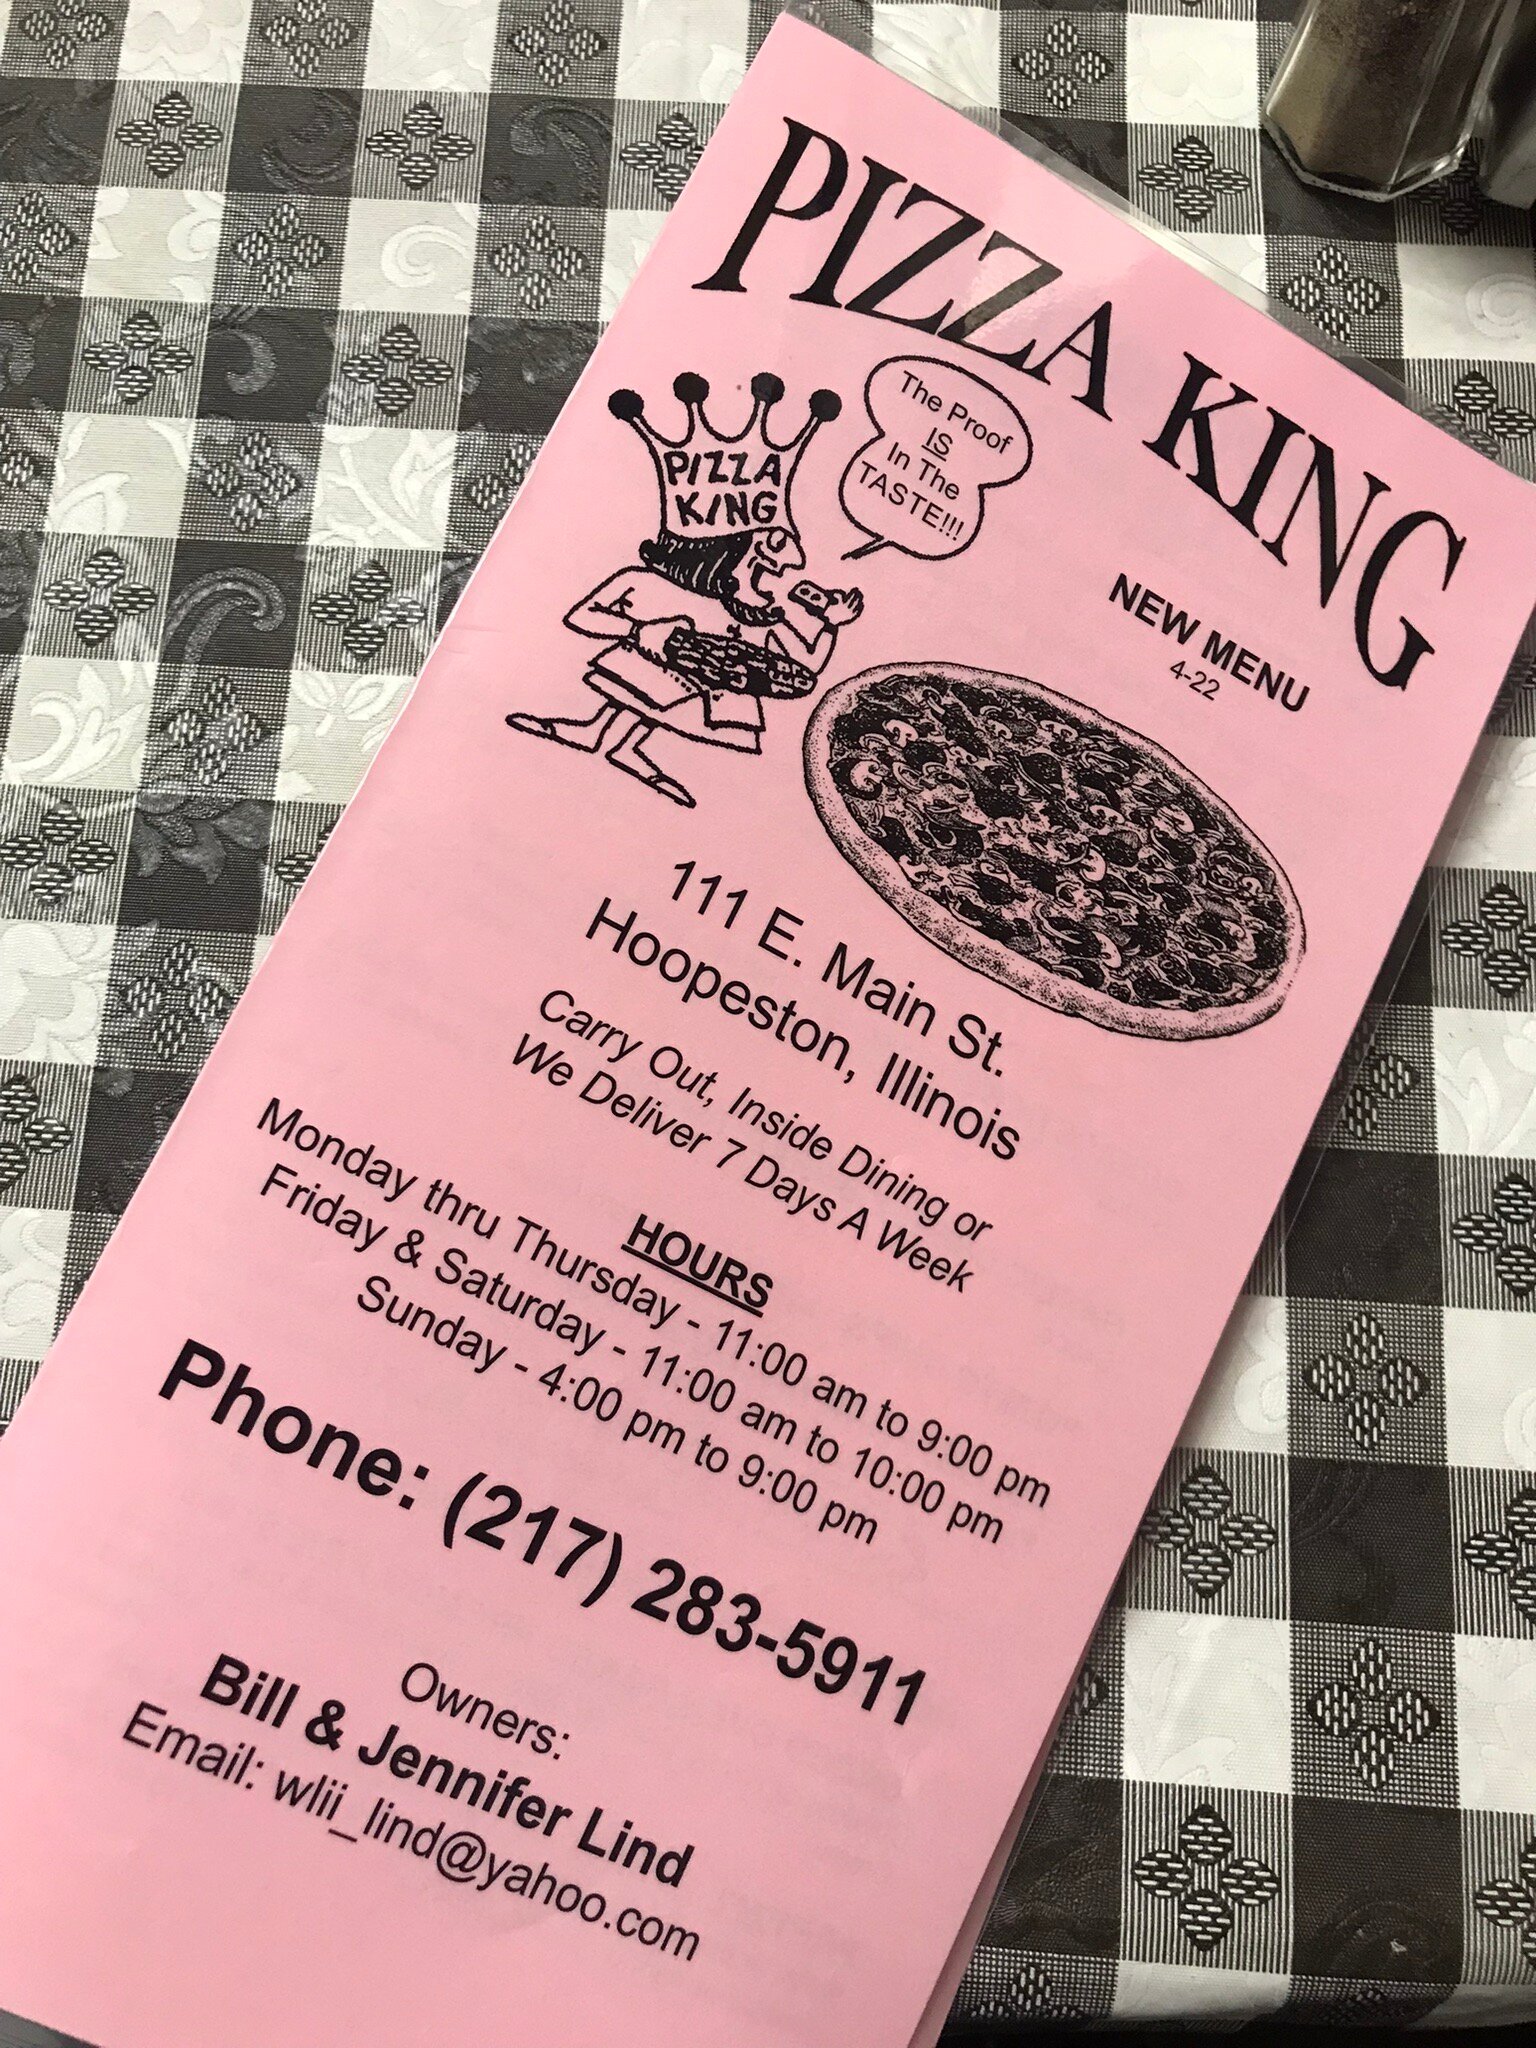 PIZZA KING
PIZZA
KING
The Proof
IS
In The
TASTE!!!
NEW MENU
4-22
111 E. Main St.
Hoopeston, Illinois
Carry Out, Inside Dining or
We Deliver 7 Days A Week
HOURS
Monday thru Thursday - 11:00 am to 9:00 pm
Friday & Saturday - 11:00 am to 10:00 pm
Sunday - 4:00 pm to 9:00 pm
Phone: (217) 283-5911
Owners:
Bill & Jennifer Lind
Email: wlii_lind@yahoo.com